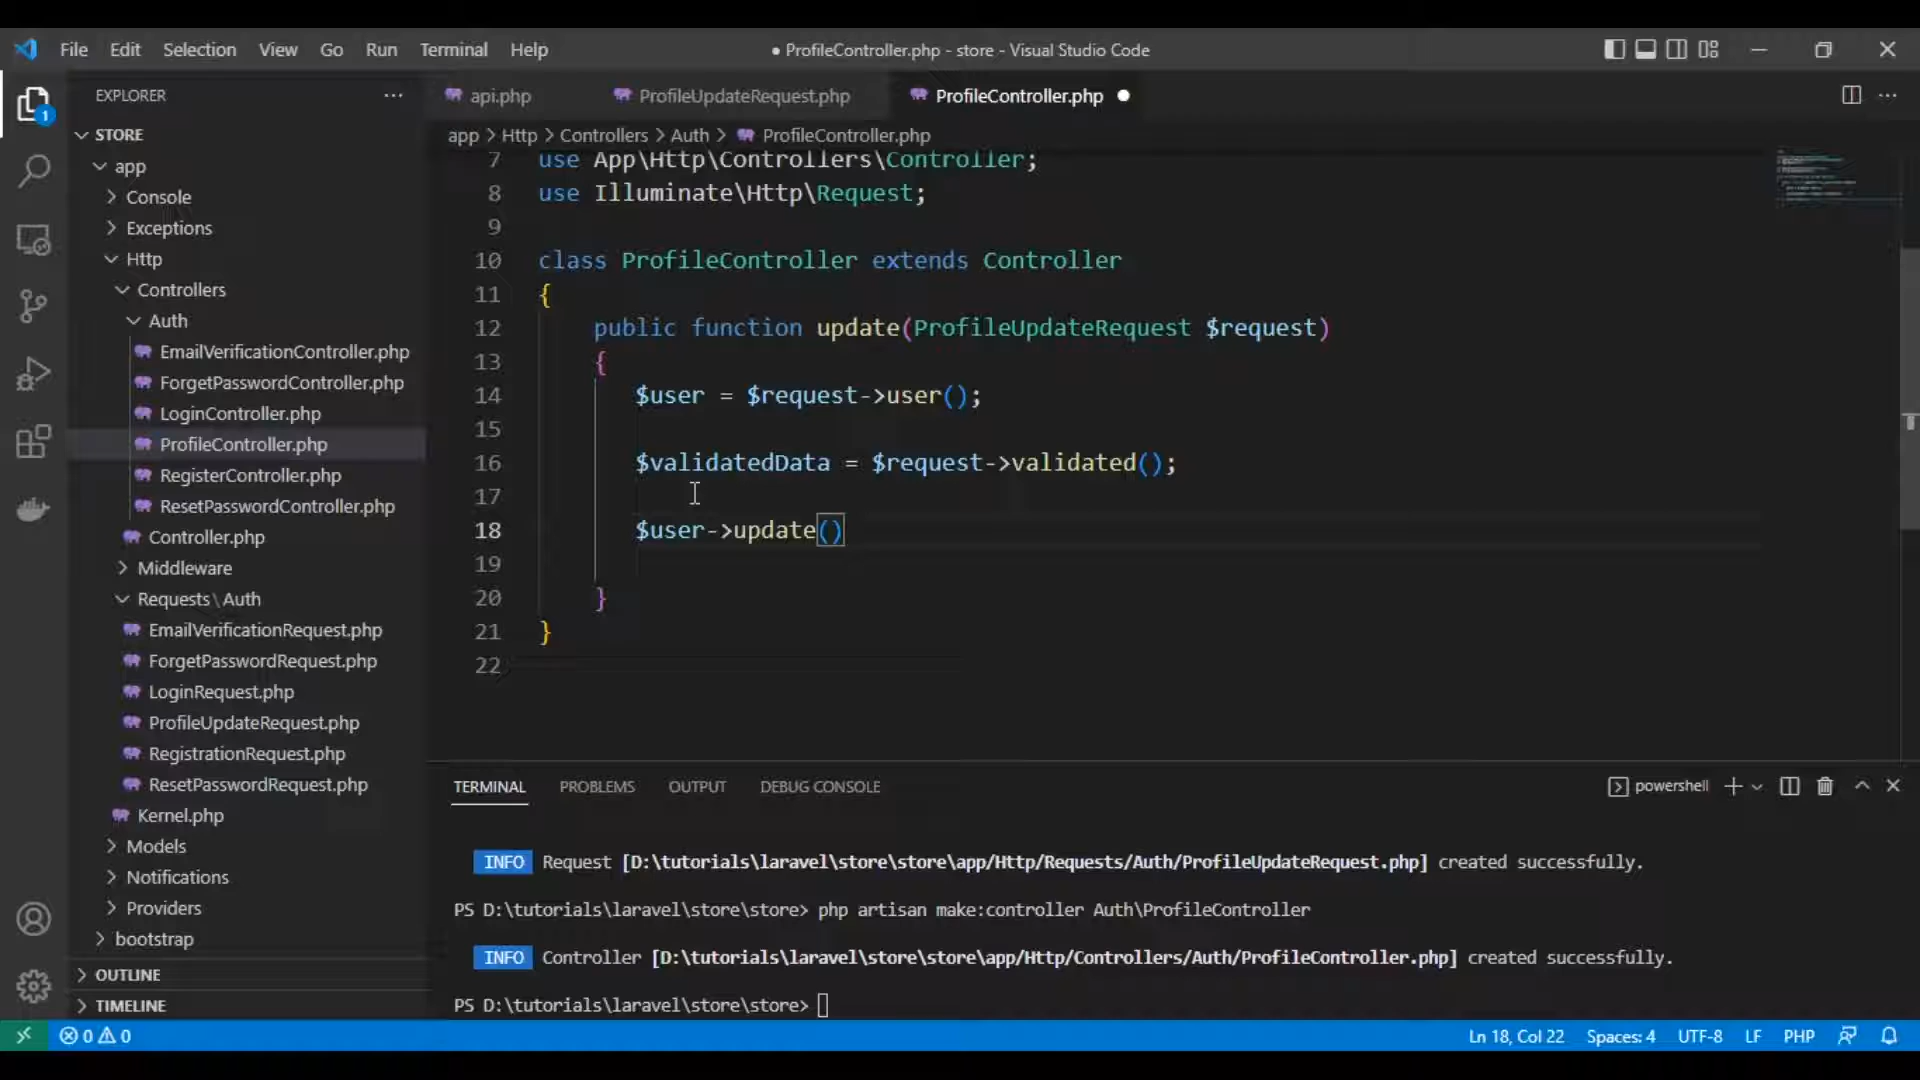 File Edit Selection View Go Run Terminal Help
● ProfileController.php - store - Visual Studio Code
EXPLORER
1
STORE
app
Console
Exceptions
Http
Controllers
Auth
EmailVerificationController.php
ForgetPasswordController.php
LoginController.php
ProfileController.php
RegisterController.php
ResetPasswordController.php
Controller.php
Middleware
Requests\Auth
EmailVerificationRequest.php
ForgetPasswordRequest.php
LoginRequest.php
ProfileUpdateRequest.php
RegistrationRequest.php
ResetPasswordRequest.php
Kernel.php
Models
Notifications
Providers
bootstrap
OUTLINE
TIMELINE
api.php ProfileUpdateRequest.php ProfileController.php
app > Http > Controllers > Auth > ProfileController.php
7 use App\Http\Controllers\Controller;
8 use Illuminate\Http\Request;
9
10 class ProfileController extends Controller
11 {
12 public function update(ProfileUpdateRequest $request)
13 {
14 $user = $request->user();
15
16 $validatedData = $request->validated();
17
18 $user->update()
19
20 }
21 }
22
TERMINAL PROBLEMS OUTPUT DEBUG CONSOLE
powershell
INFO Request [D:\tutorials\laravel\store\store\app/Http/Requests/Auth/ProfileUpdateRequest.php] created successfully.
PS D:\tutorials\laravel\store\store> php artisan make:controller Auth\ProfileController
INFO Controller [D:\tutorials\laravel\store\store\app/Http/Controllers/Auth/ProfileController.php] created successfully.
PS D:\tutorials\laravel\store\store>
0 0
Ln 18, Col 22 Spaces: 4 UTF-8 LF PHP